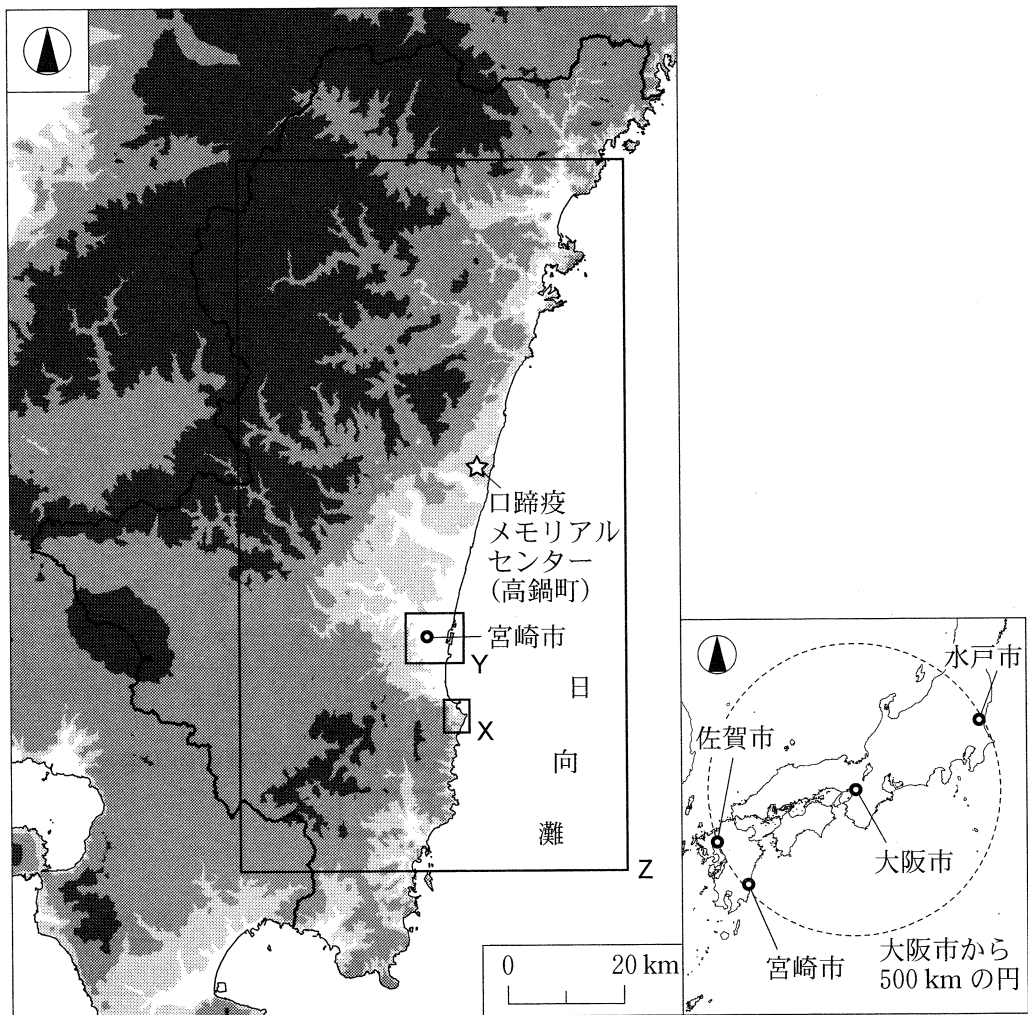 口蹄疫
メモリアル
センター
(高鍋町)
宮崎市
Y
X
日
向
灘
Z
0
20 km
水戸市
佐賀市
大阪市
宮崎市
大阪市から
500 km の円